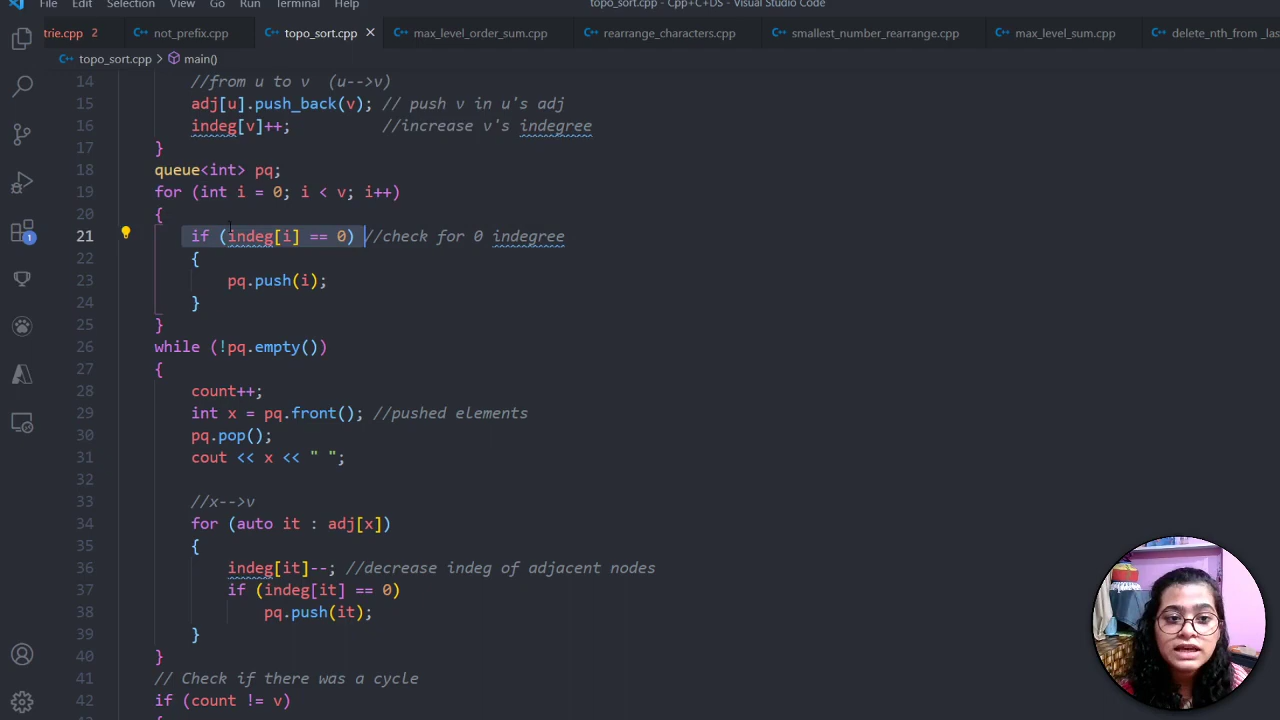 File Edit Selection View Go Run Terminal Help topo_sort.cpp - Cpp+C+DS - Visual Studio Code
trie.cpp 2 not_prefix.cpp topo_sort.cpp max_level_order_sum.cpp rearrange_characters.cpp smallest_number_rearrange.cpp max_level_sum.cpp delete_nth_from
topo_sort.cpp > main()
14 //from u to v (u-->v)
15 adj[u].push_back(v); // push v in u's adj
16 indeg[v]++; //increase v's indegree
17 }
18 queue<int> pq;
19 for (int i = 0; i < v; i++)
20 {
21 if (indeg[i] == 0) //check for 0 indegree
22 {
23 pq.push(i);
24 }
25 }
26 while (!pq.empty())
27 {
28 count++;
29 int x = pq.front(); //pushed elements
30 pq.pop();
31 cout << x << " ";
32
33 //x-->v
34 for (auto it : adj[x])
35 {
36 indeg[it]--; //decrease indeg of adjacent nodes
37 if (indeg[it] == 0)
38 pq.push(it);
39 }
40 }
41 // Check if there was a cycle
42 if (count != v)
1